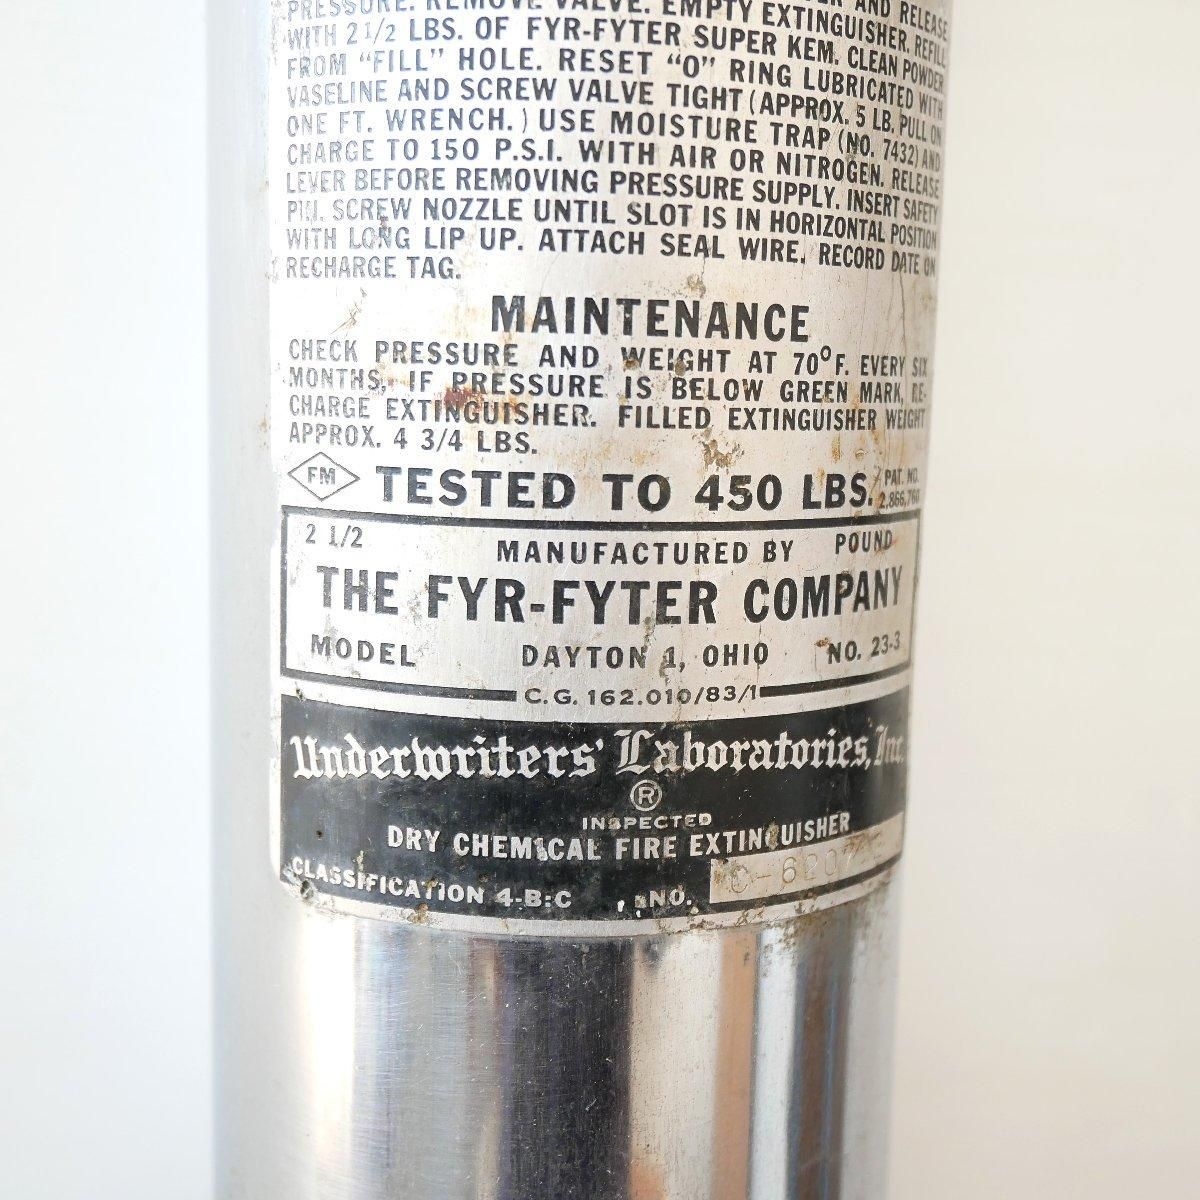 PRESSURE. REMOVE VALVE. EMPTY EXTINGUISHER. REFILL AND RELEASE
WITH 2 1/2 LBS. OF FYR-FYTER SUPER KEM. CLEAN POWDER
FROM “FILL” HOLE. RESET “O” RING LUBRICATED WITH
VASELINE AND SCREW VALVE TIGHT (APPROX. 5 LB. PULL ON
ONE FT. WRENCH.) USE MOISTURE TRAP (NO. 7432) AND
CHARGE TO 150 P.S.I. WITH AIR OR NITROGEN. RELEASE
LEVER BEFORE REMOVING PRESSURE SUPPLY. INSERT SAFETY
PIN. SCREW NOZZLE UNTIL SLOT IS IN HORIZONTAL POSITION
WITH LONG LIP UP. ATTACH SEAL WIRE. RECORD DATE ON
RECHARGE TAG.
MAINTENANCE
CHECK PRESSURE AND WEIGHT AT 70°F. EVERY SIX
MONTHS, IF PRESSURE IS BELOW GREEN MARK, RE-
CHARGE EXTINGUISHER. FILLED EXTINGUISHER WEIGHT
APPROX. 4 3/4 LBS.
FM TESTED TO 450 LBS. PAT. NO.
2 1/2 MANUFACTURED BY POUND
THE FYR-FYTER COMPANY
MODEL DAYTON 1, OHIO NO. 23-3
C.G. 162.010/83/1
Underwriters' Laboratories, Inc.
®
INSPECTED
DRY CHEMICAL FIRE EXTINGUISHER
CLASSIFICATION 4-B:C NO.